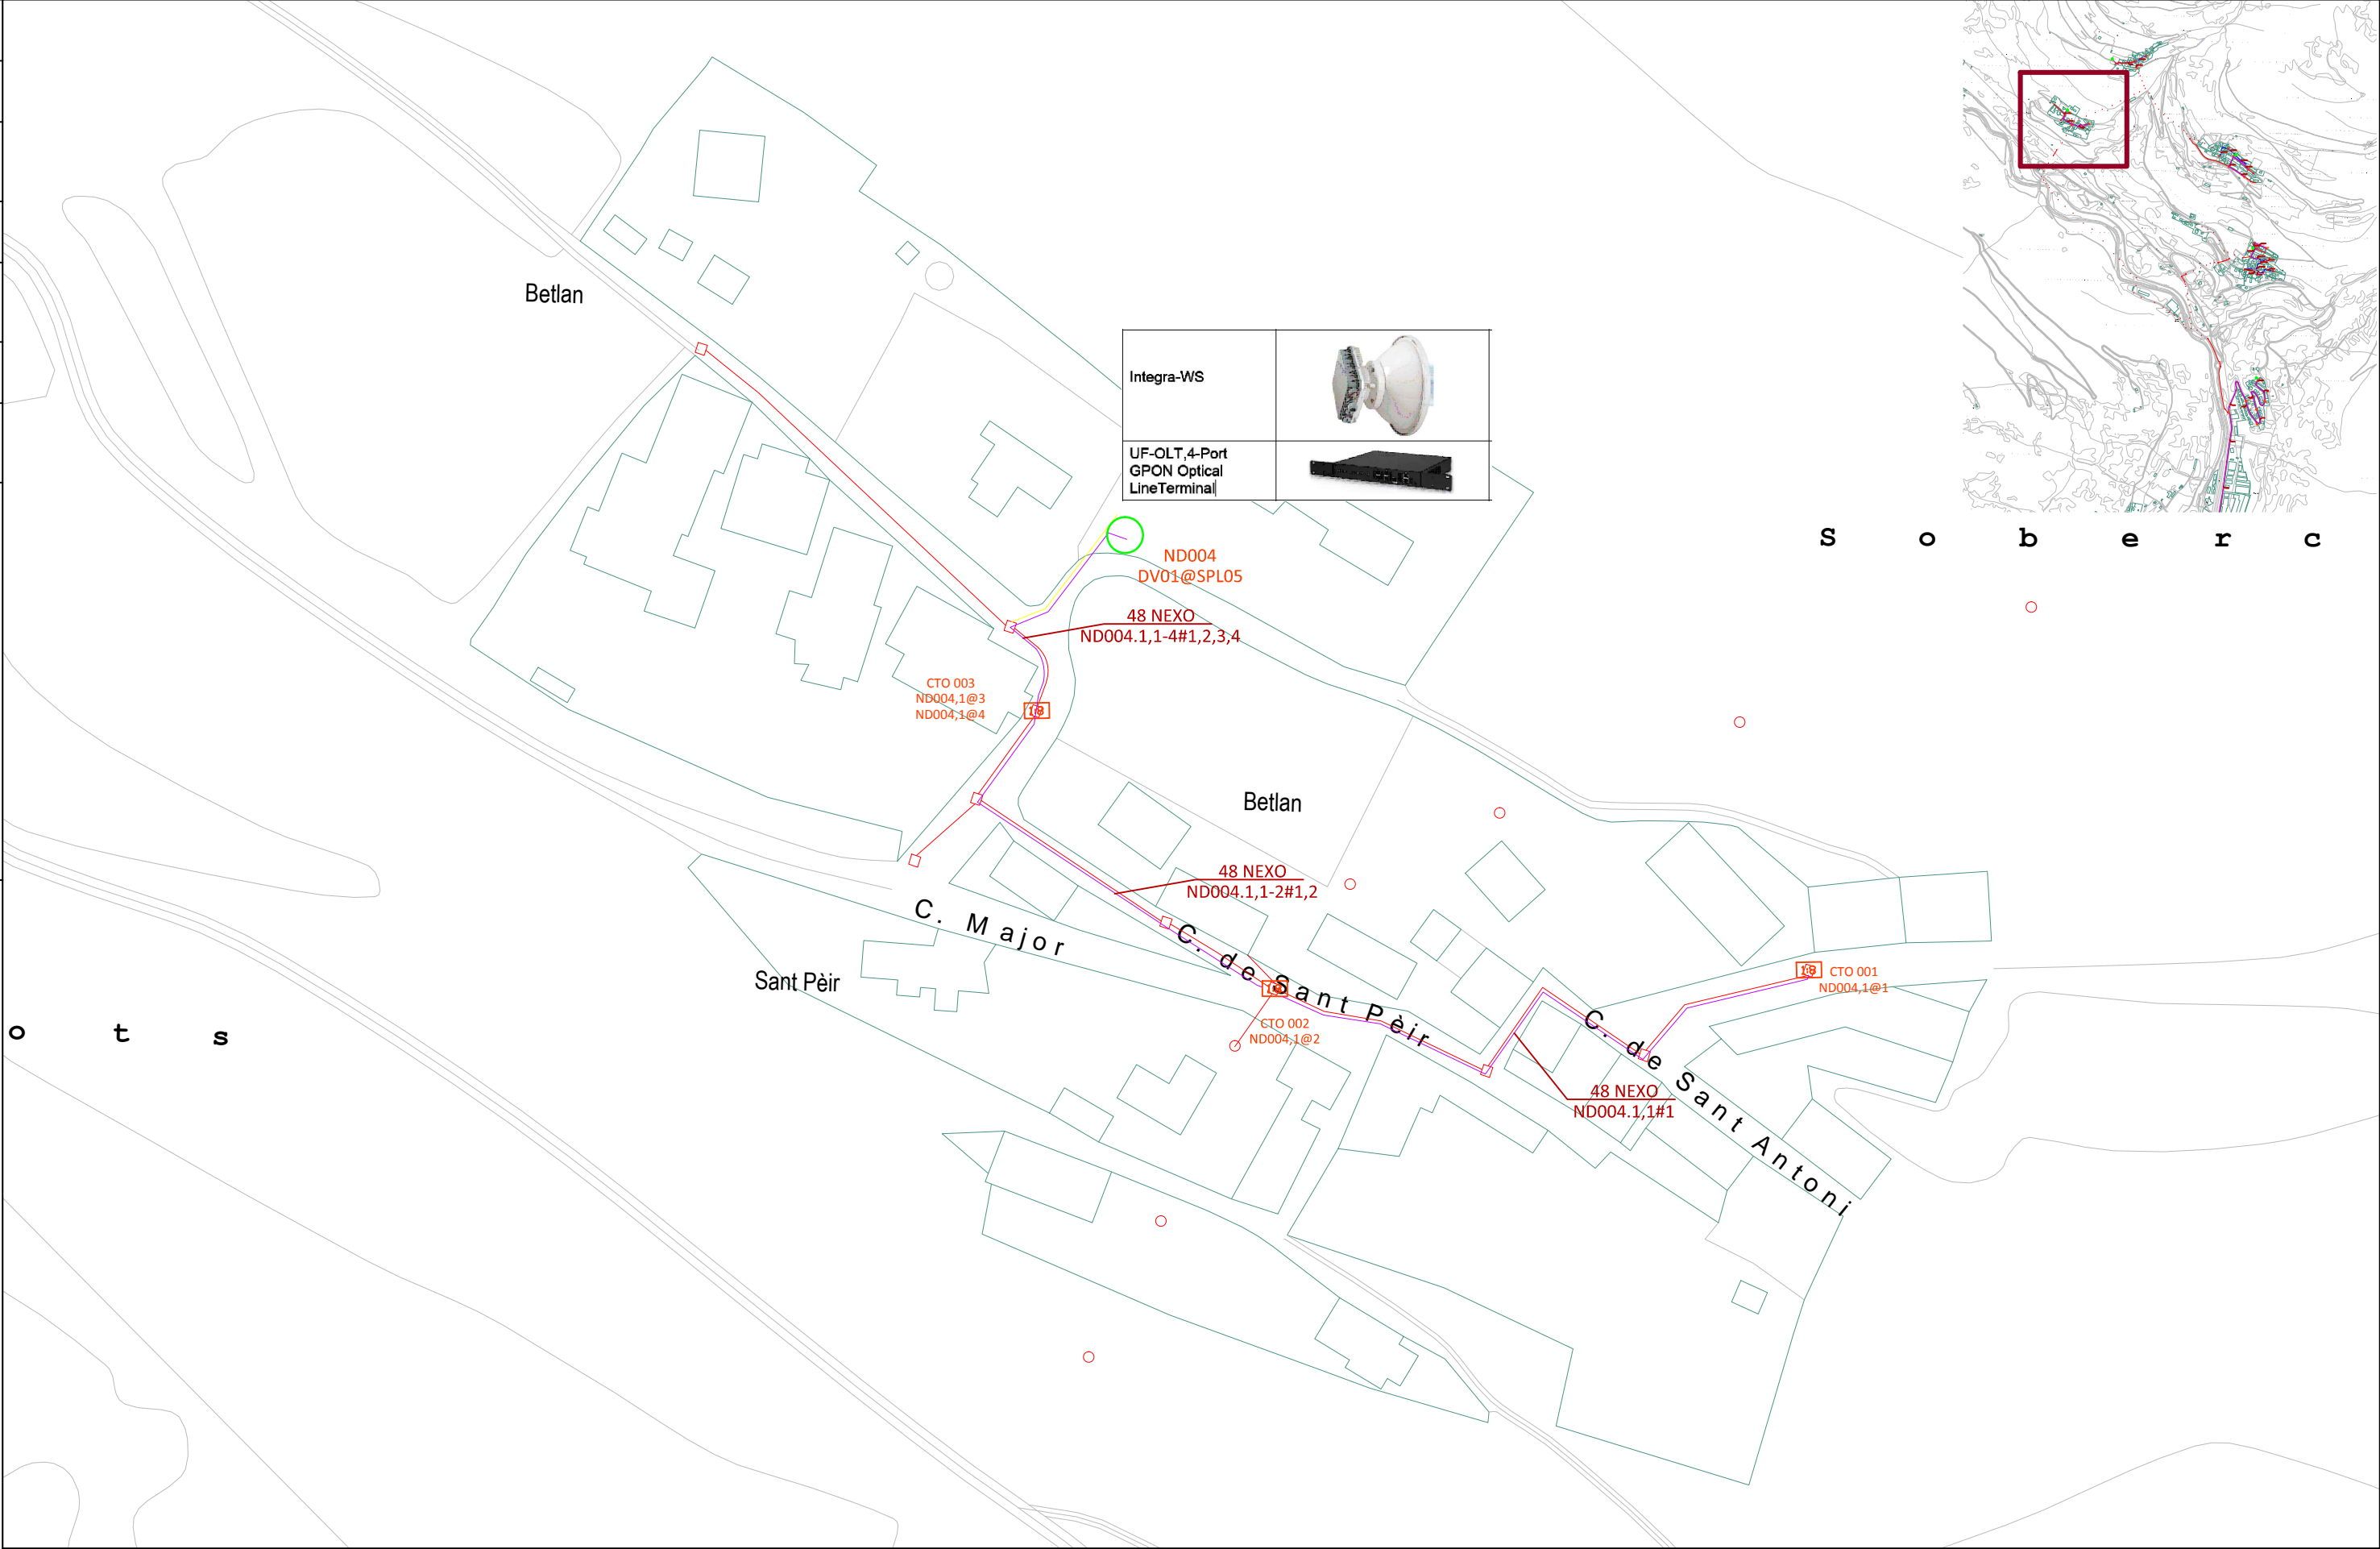 Betlan
Integra-WS
UF-OLT,4-Port
GPON Optical
LineTerminal
S o b e r c
ND004
DV01@SPL05
48 NEXO
ND004.1,1-4#1,2,3,4
CTO 003
ND004,1@3
ND004,1@4
Betlan
48 NEXO
ND004.1,1-2#1,2
C. Major
C. de Sant Pèir
Sant Pèir
CTO 001
ND004,1@1
CTO 002
ND004,1@2
o t s
C. de Sant Antoni
48 NEXO
ND004.1,1#1